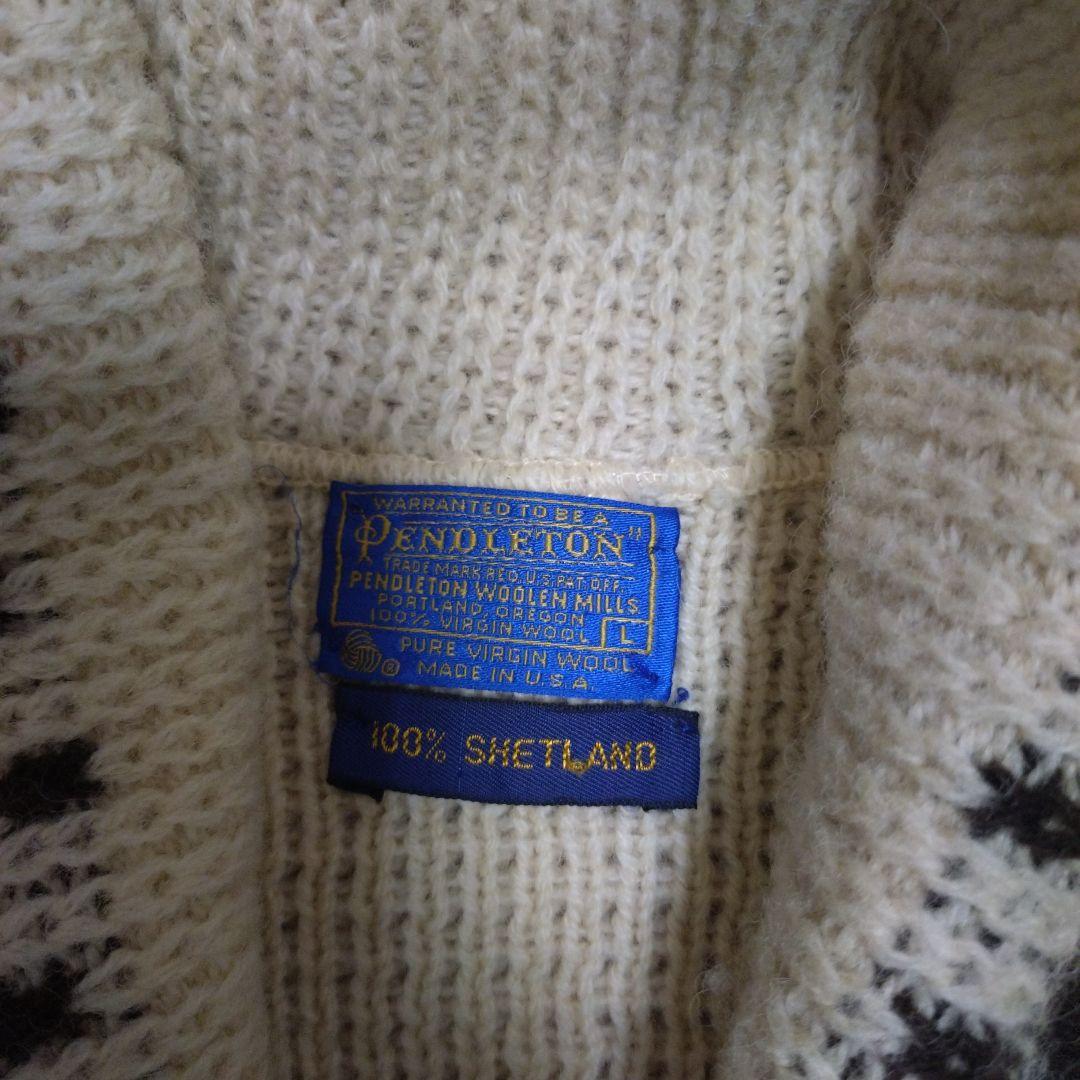 WARRANTED TO BE A
"PENDLETON"
TRADE MARK REG. U.S. PAT. OFF.
PENDLETON WOOLEN MILLS
PORTLAND, OREGON
100% VIRGIN WOOL L
® PURE VIRGIN WOOL
MADE IN U.S.A.
100% SHETLAND